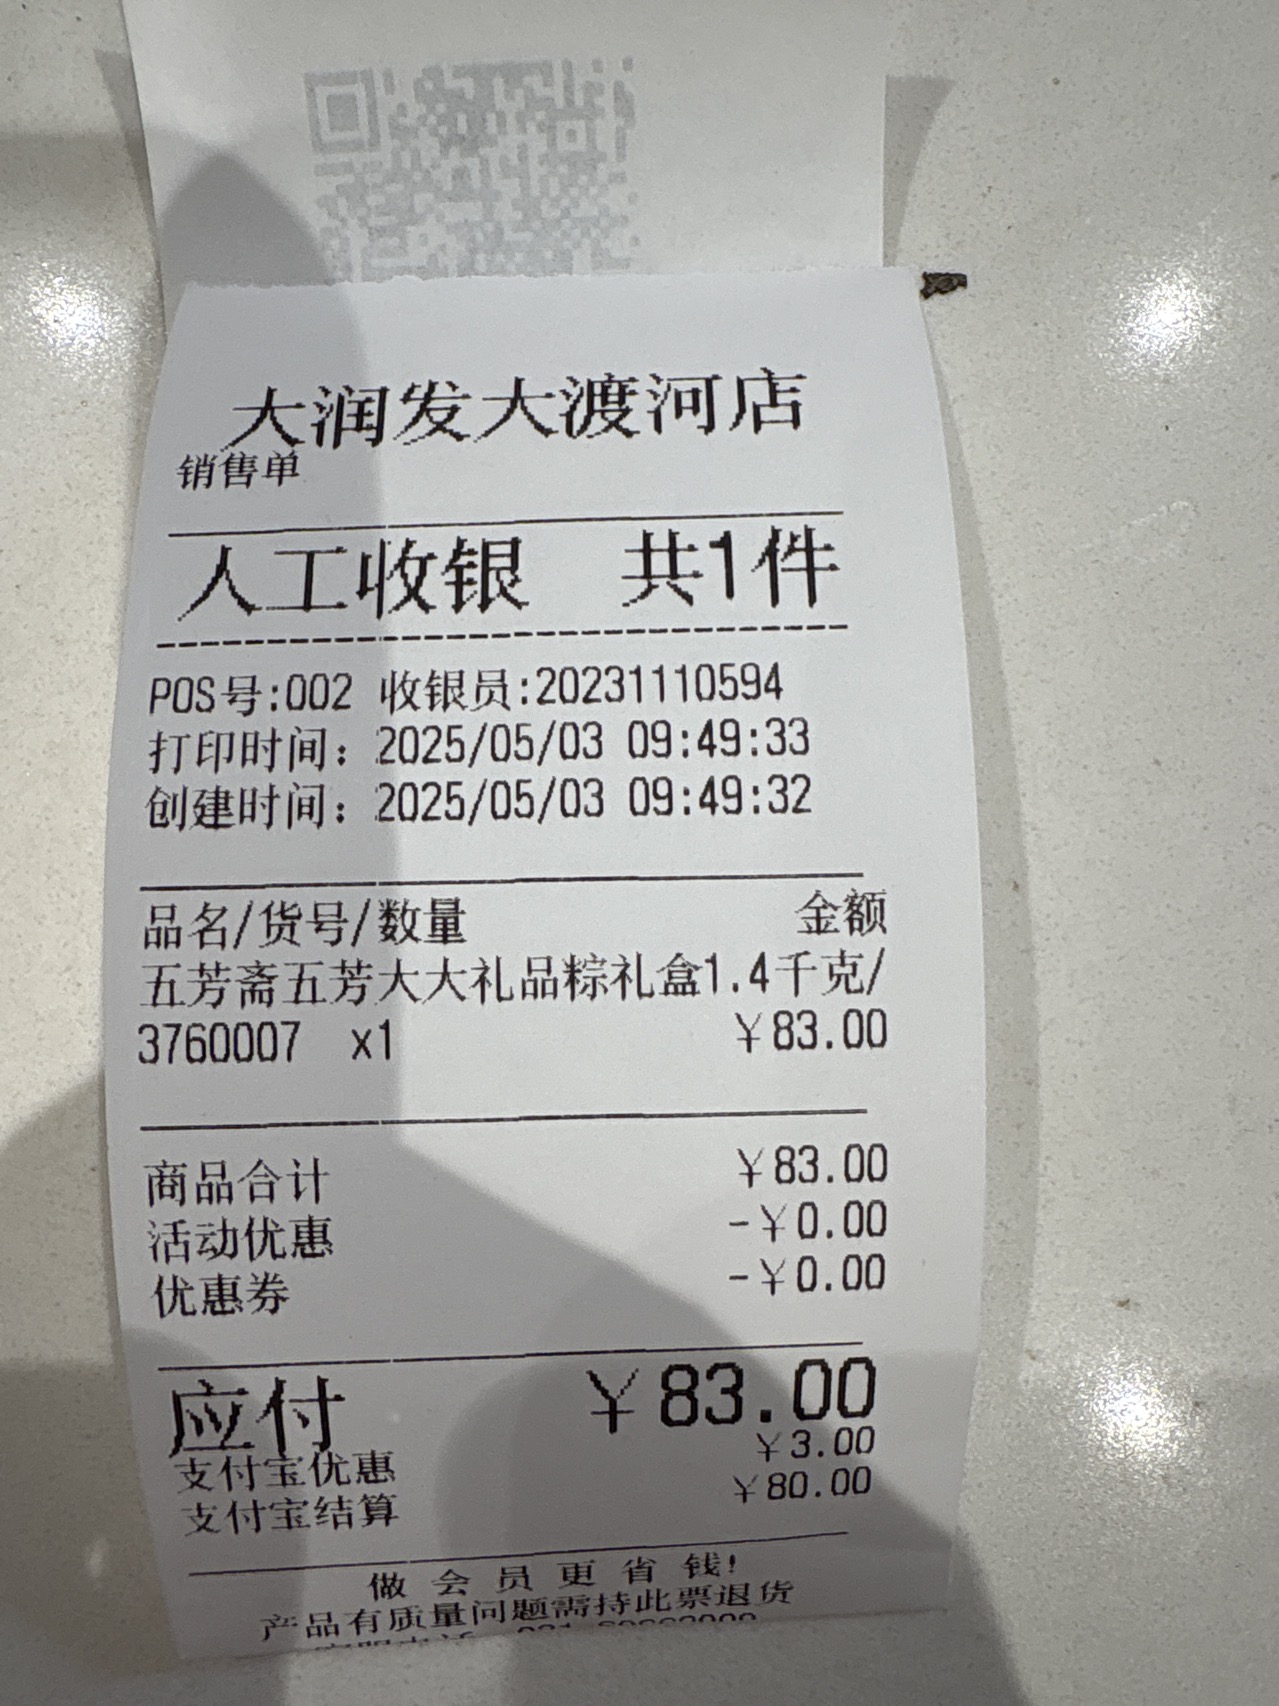 大润发大渡河店
销售单
人工收银 共1件
POS号:002 收银员:20231110594
打印时间：2025/05/03 09:49:33
创建时间：2025/05/03 09:49:32
品名/货号/数量 金额
五芳斋五芳大大礼品粽礼盒1.4千克/
3760007 x1 ￥83.00
商品合计 ￥83.00
活动优惠 -￥0.00
优惠券 -￥0.00
应付 ￥83.00
支付宝优惠 ￥3.00
支付宝结算 ￥80.00
做会员更省钱!
产品有质量问题需持此票退货